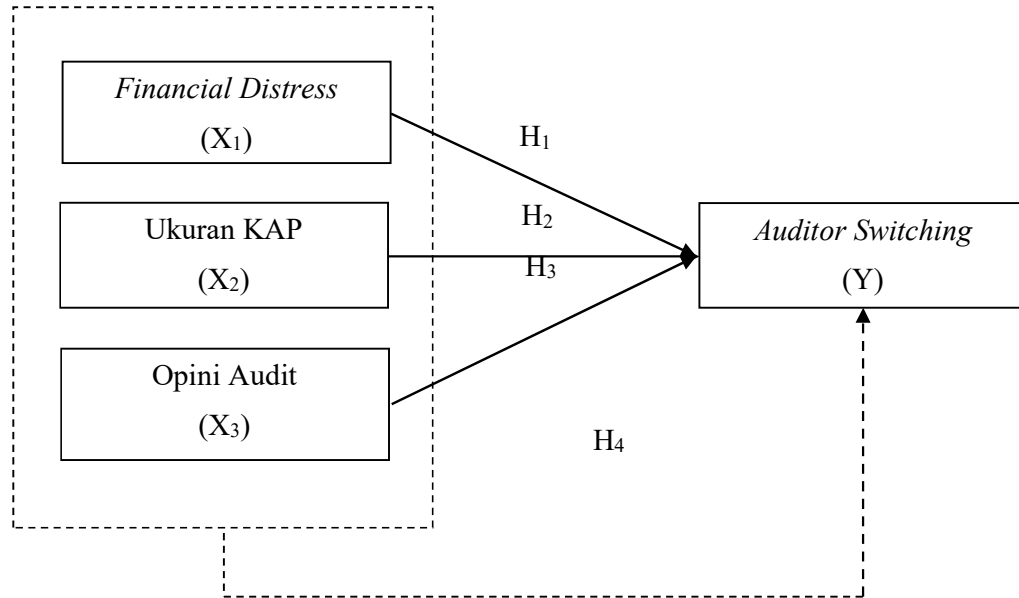 Financial Distress
(X₁)
H₁
Ukuran KAP
(X₂)
H₂
H₃
Auditor Switching
(Y)
Opini Audit
(X₃)
H₄